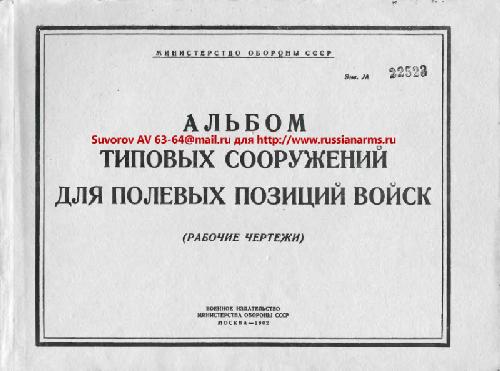 МИНИСТЕРСТВО ОБОРОНЫ СССР
Экз. № 22523
АЛЬБОМ
Suvorov AV 63-64@mail.ru для http://www.russianarms.ru
ТИПОВЫХ СООРУЖЕНИЙ
ДЛЯ ПОЛЕВЫХ ПОЗИЦИЙ ВОЙСК
(РАБОЧИЕ ЧЕРТЕЖИ)
ВОЕННОЕ ИЗДАТЕЛЬСТВО
МИНИСТЕРСТВА ОБОРОНЫ СССР
МОСКВА—1962